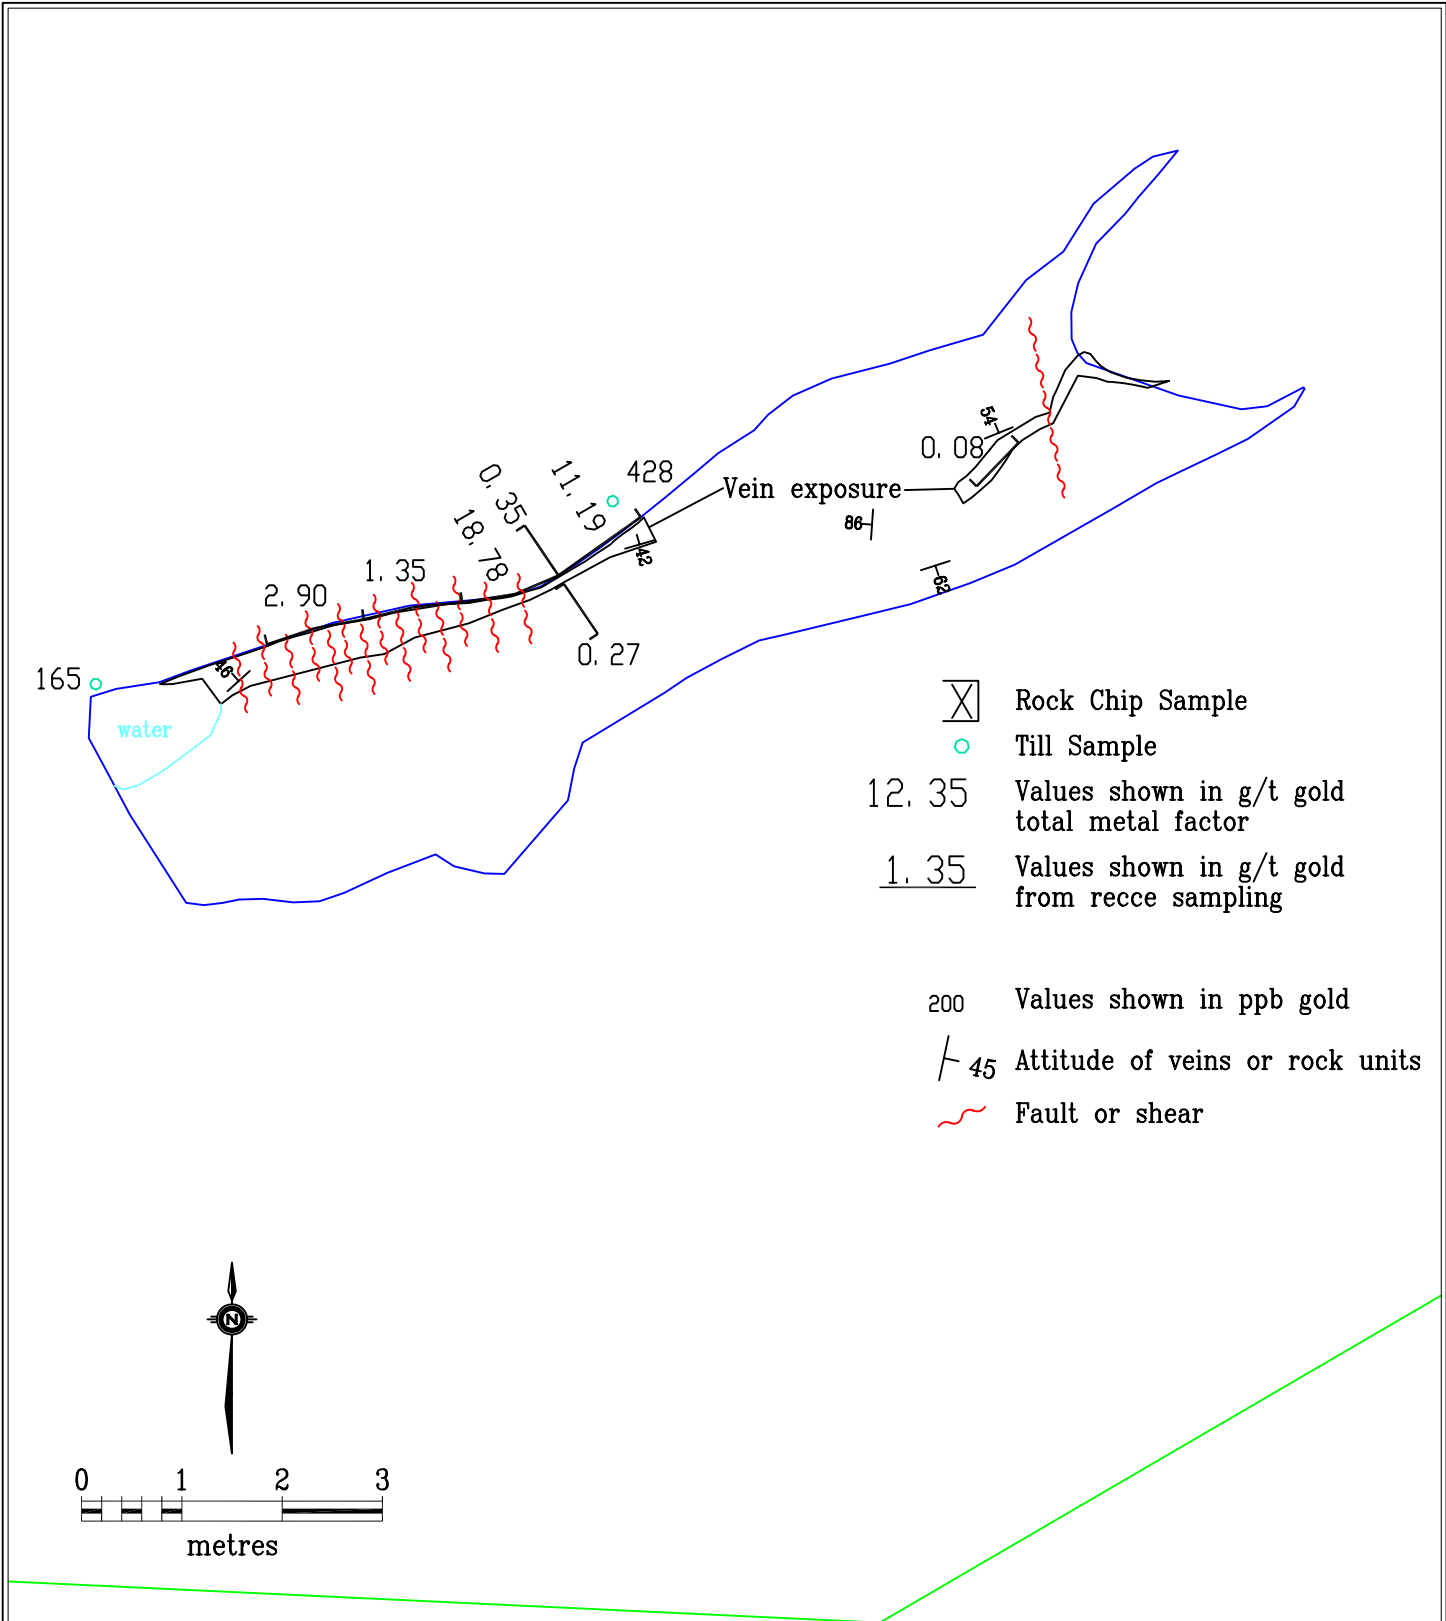 54
0. 08
428
11. 19
0. 35
Vein exposure
18. 78
86
42
1. 35
62
2. 90
0. 27
46
165
water
X Rock Chip Sample
Till Sample
12. 35 Values shown in g/t gold
total metal factor
1. 35 Values shown in g/t gold
from recce sampling
200 Values shown in ppb gold
45 Attitude of veins or rock units
Fault or shear
N
0 1 2 3
metres